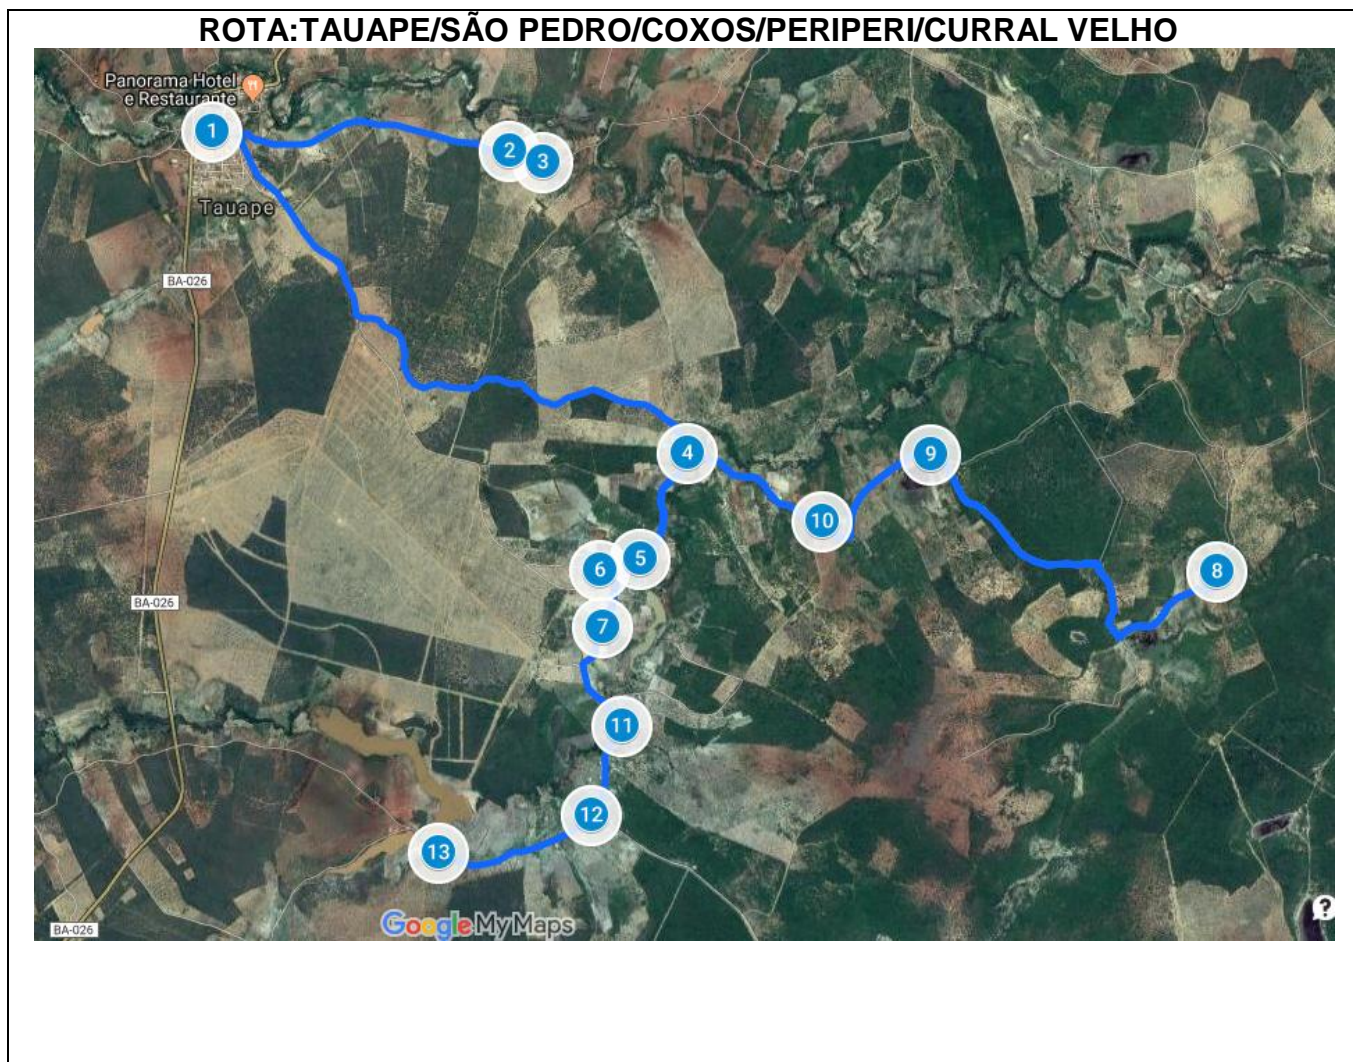 ROTA:TAUAPE/SÃO PEDRO/COXOS/PERIPERI/CURRAL VELHO
Panorama Hotel
e Restaurante
1
2
3
Tauape
BA-026
4
9
10
5
6
8
BA-026
7
11
12
13
Google My Maps
BA-026
?